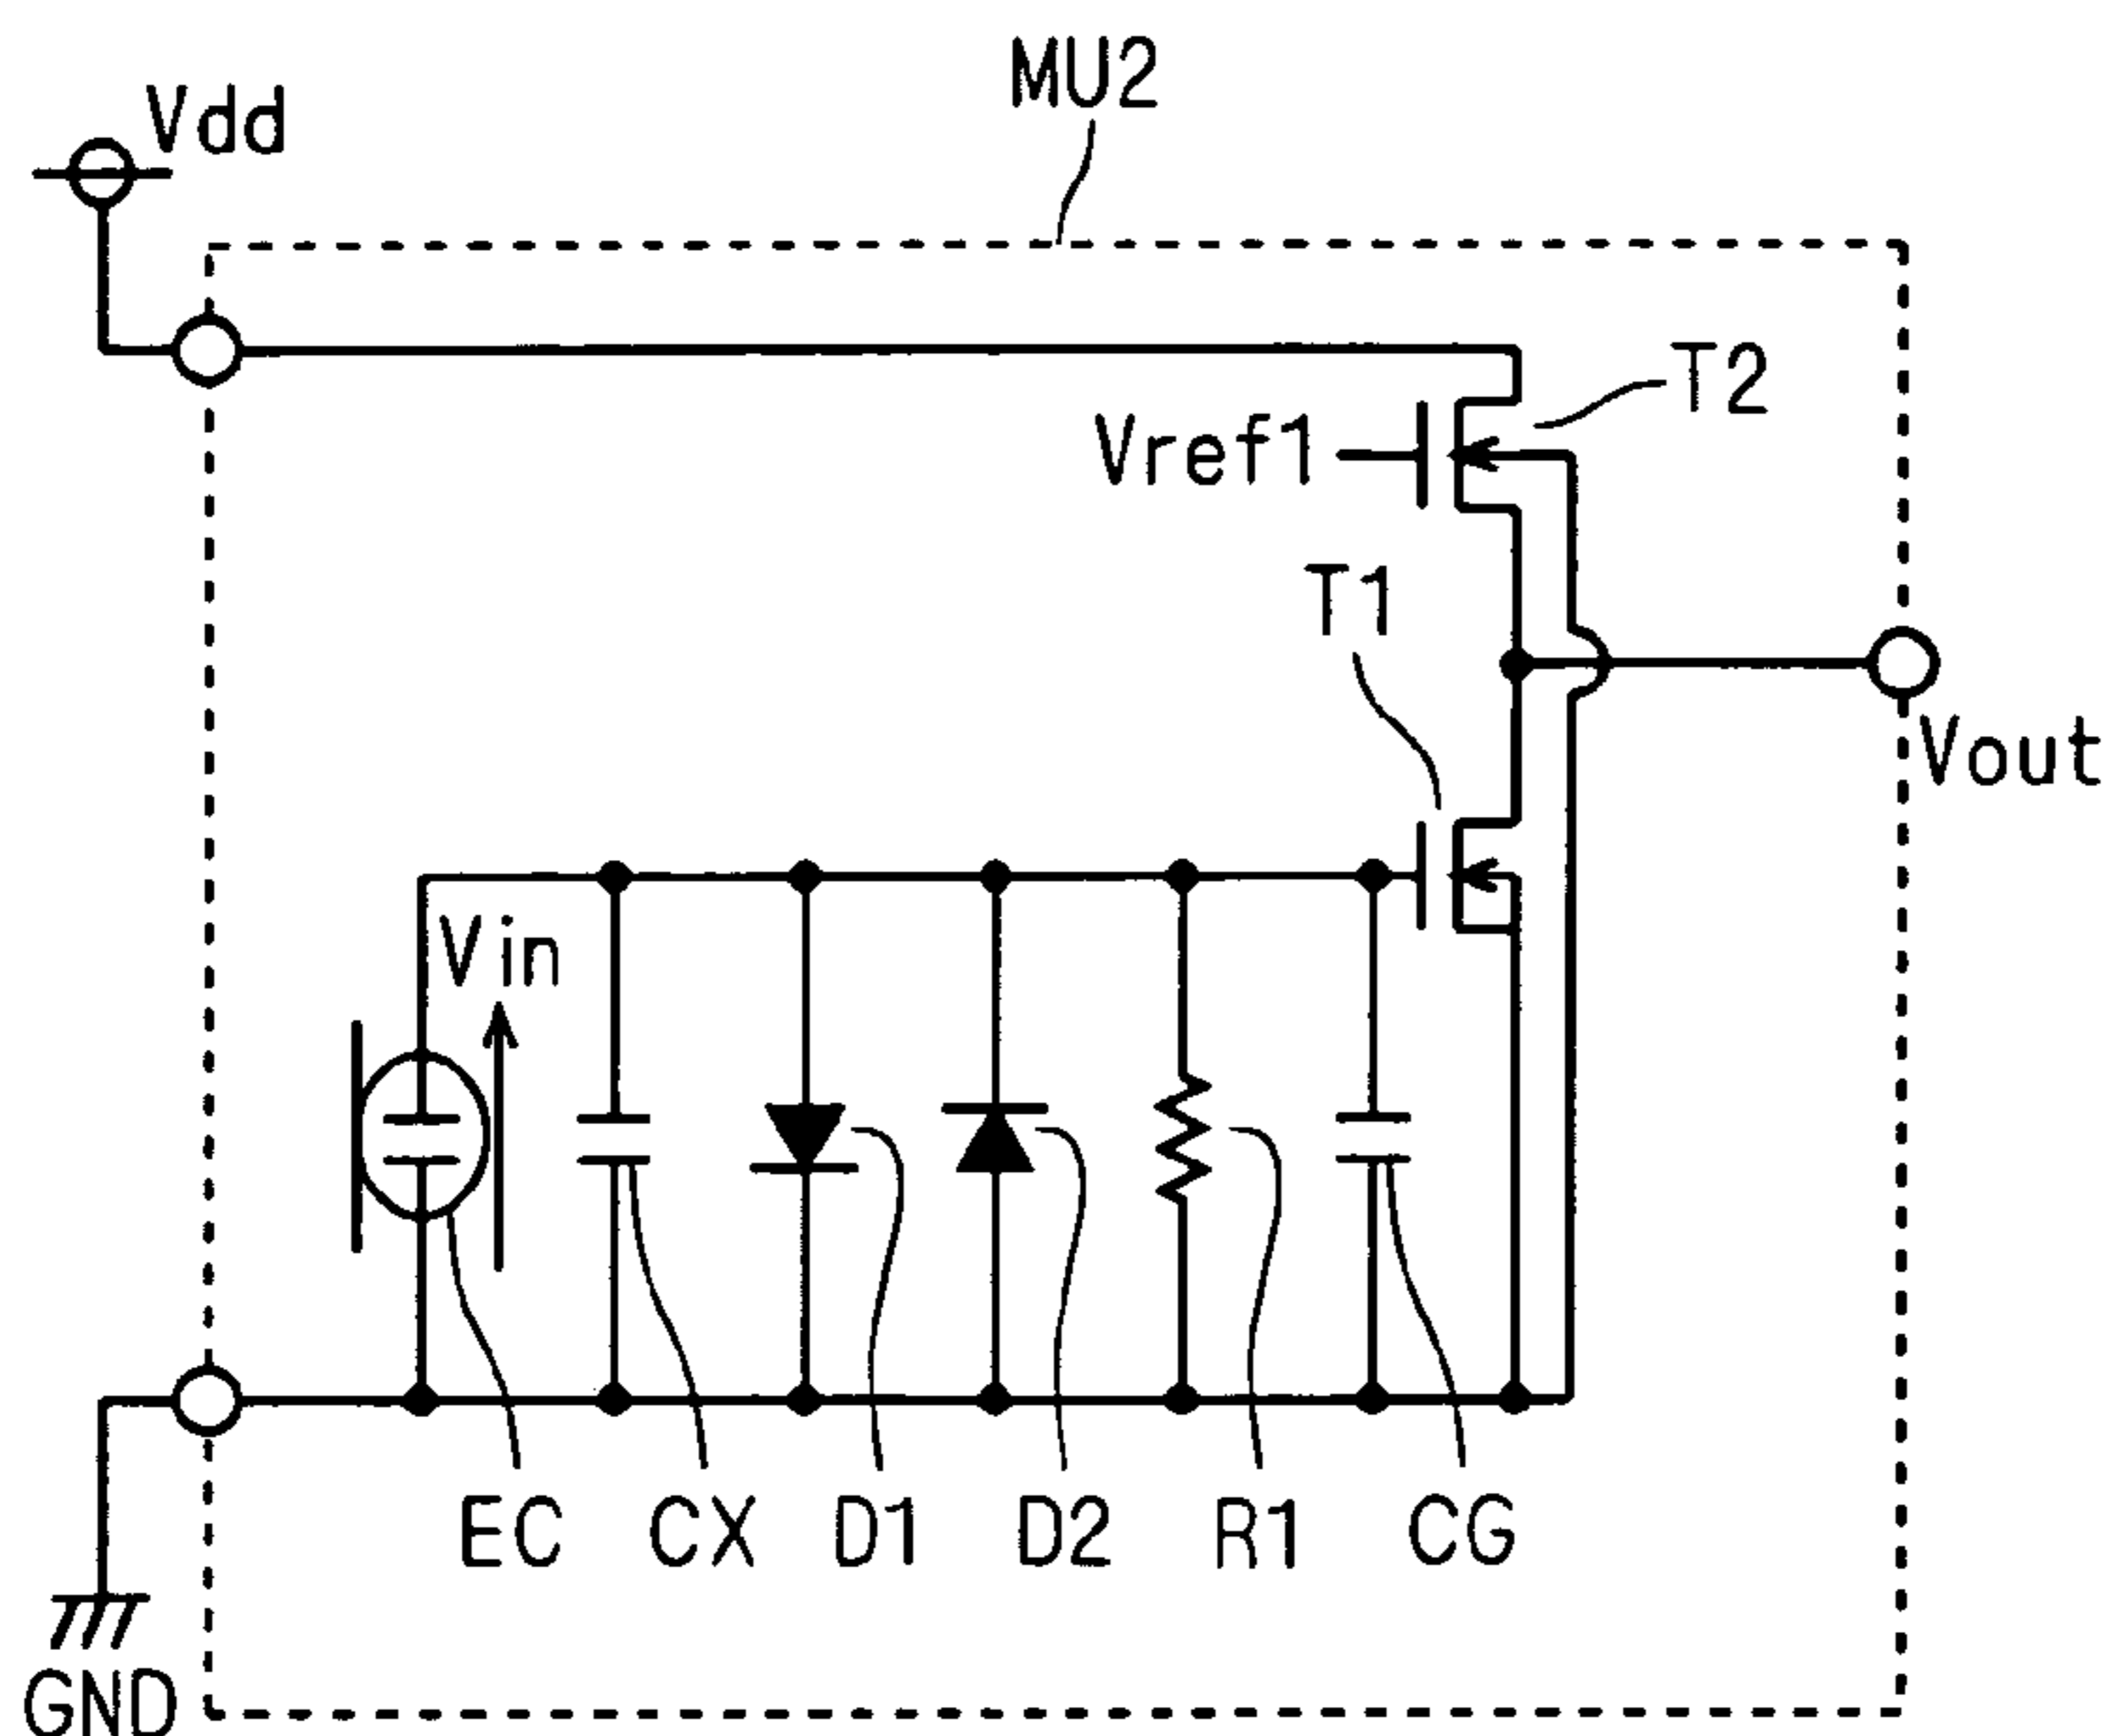 MU2
Vdd
T2
Vref1
T1
Vout
Vin
EC CX D1 D2 R1 CG
GND